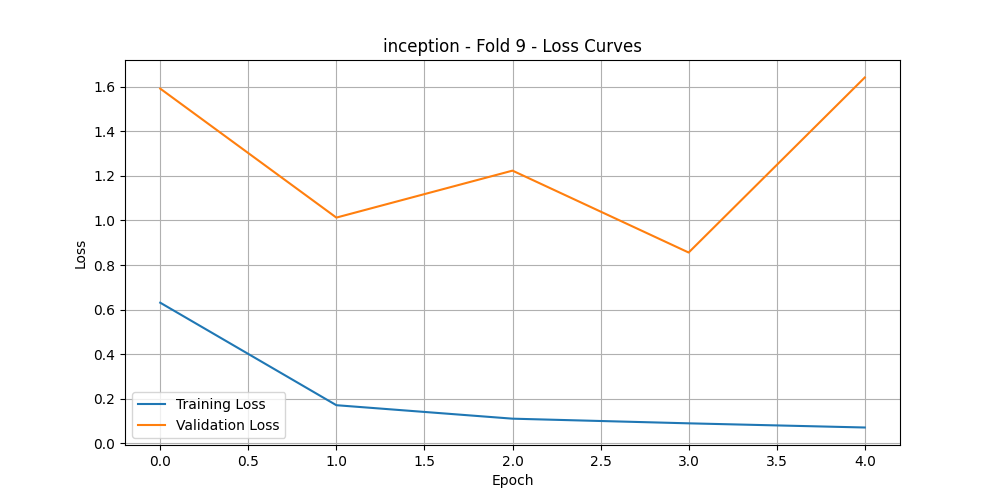 inception - Fold 9 - Loss Curves
Loss
1.6
1.4
1.2
1.0
0.8
0.6
0.4
0.2
0.0
Training Loss
Validation Loss
0.0 0.5 1.0 1.5 2.0 2.5 3.0 3.5 4.0
Epoch